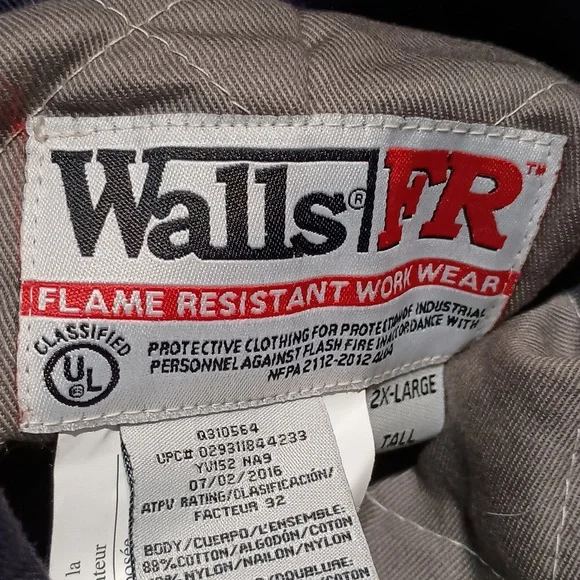 Walls® FR™
FLAME RESISTANT WORK WEAR
CLASSIFIED
UL
PROTECTIVE CLOTHING FOR PROTECTION OF INDUSTRIAL
PERSONNEL AGAINST FLASH FIRE IN ACCORDANCE WITH
NFPA 2112-2012
2X-LARGE
TALL
Q310564
UPC# 029311844233
YV152 NA9
07/02/2016
ATPV RATING/CLASIFICACIÓN/
FACTEUR 32
BODY/CUERPO/L'ENSEMBLE:
88% COTTON/ALGODÓN/COTON
NYLON/NAILON/NYLON
DOUBLURE:
la